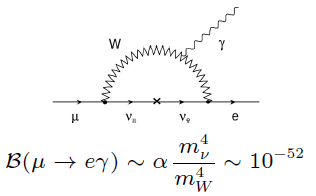 W γ
μ ν_μ ν_e e
B(μ → eγ) ∼ α m_ν^4 / m_W^4 ∼ 10^{-52}